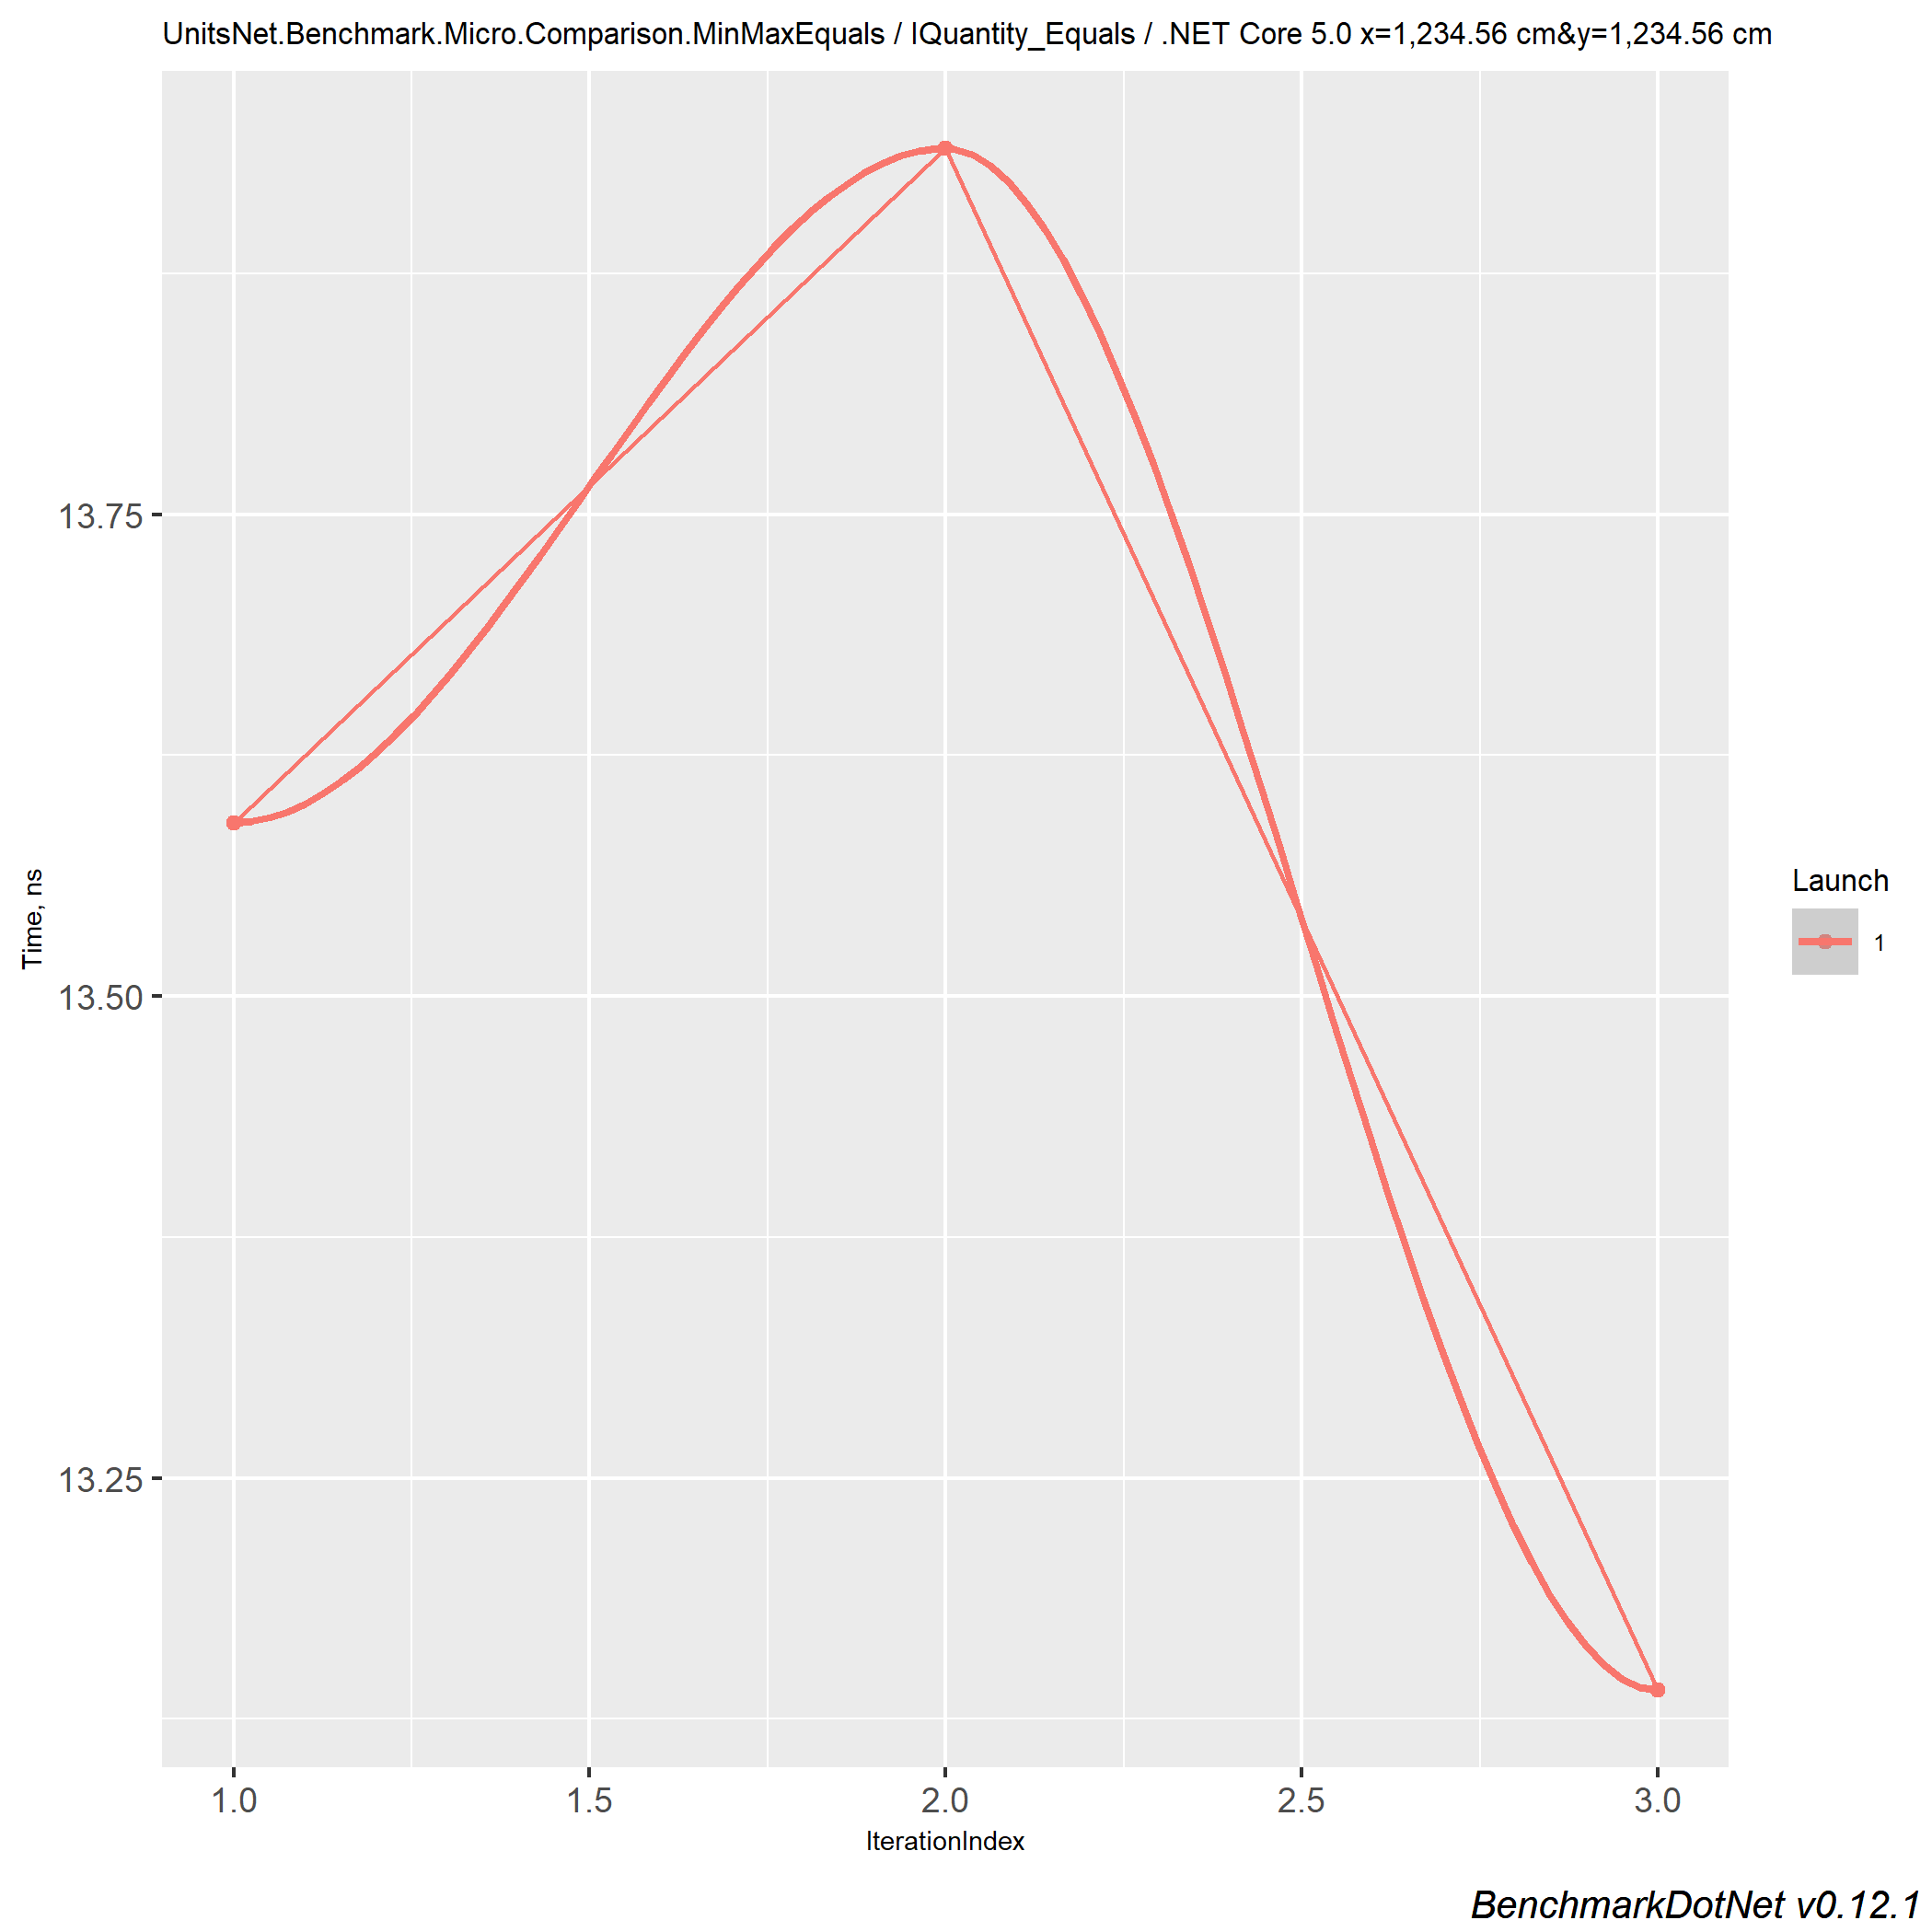 UnitsNet.Benchmark.Micro.Comparison.MinMaxEquals / IQuantity_Equals / .NET Core 5.0 x=1,234.56 cm&y=1,234.56 cm
13.75
13.50
13.25
Time, ns
1.0 1.5 2.0 2.5 3.0
IterationIndex
Launch
1
BenchmarkDotNet v0.12.1